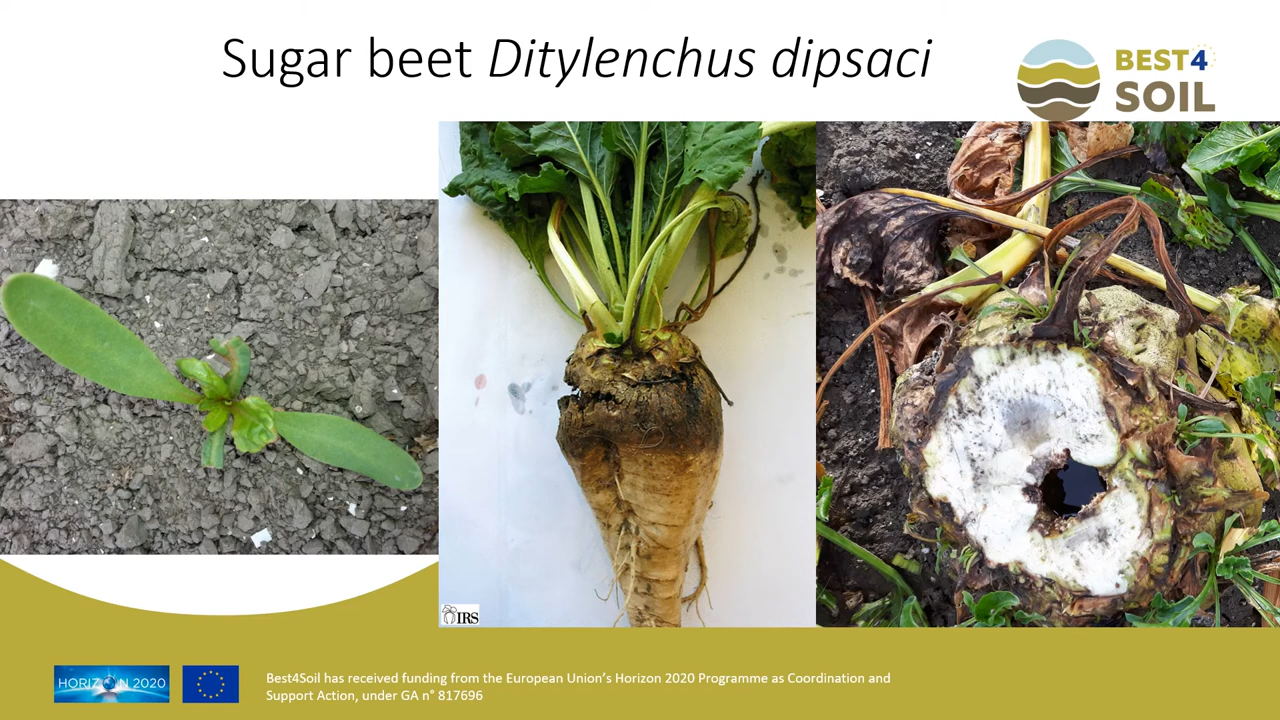 Sugar beet Ditylenchus dipsaci
BEST4
SOIL
IRS
HORIZON 2020
Best4Soil has received funding from the European Union's Horizon 2020 Programme as Coordination and
Support Action, under GA n° 817696